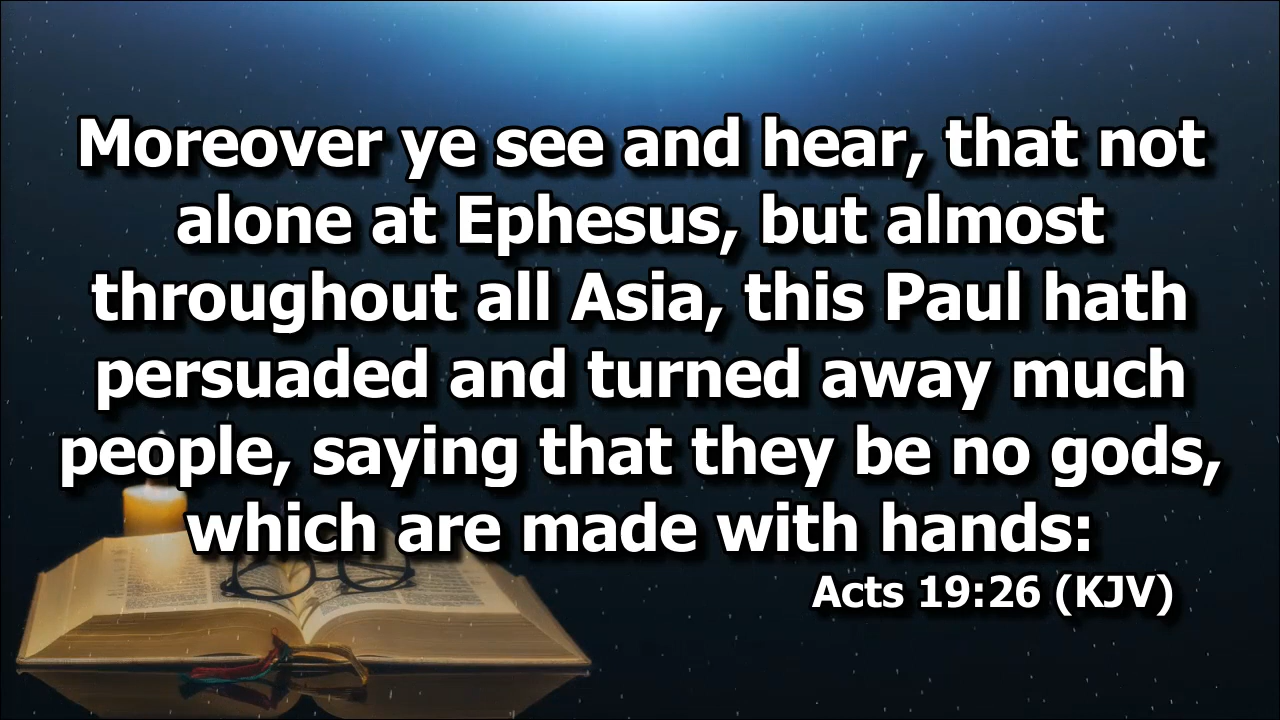 Moreover ye see and hear, that not
alone at Ephesus, but almost
throughout all Asia, this Paul hath
persuaded and turned away much
people, saying that they be no gods,
which are made with hands:
Acts 19:26 (KJV)